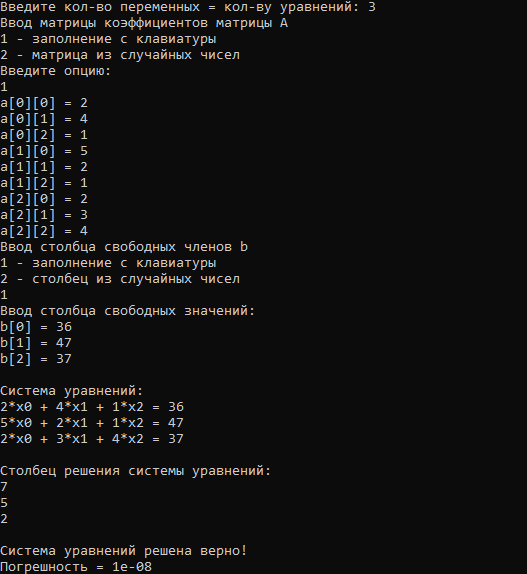 Введите кол-во переменных = кол-ву уравнений: 3
Ввод матрицы коэффициентов матрицы A
1 - заполнение с клавиатуры
2 - матрица из случайных чисел
Введите опцию:
1
a[0][0] = 2
a[0][1] = 4
a[0][2] = 1
a[1][0] = 5
a[1][1] = 2
a[1][2] = 1
a[2][0] = 2
a[2][1] = 3
a[2][2] = 4
Ввод столбца свободных членов b
1 - заполнение с клавиатуры
2 - столбец из случайных чисел
1
Ввод столбца свободных значений:
b[0] = 36
b[1] = 47
b[2] = 37
Система уравнений:
2*x0 + 4*x1 + 1*x2 = 36
5*x0 + 2*x1 + 1*x2 = 47
2*x0 + 3*x1 + 4*x2 = 37
Столбец решения системы уравнений:
7
5
2
Система уравнений решена верно!
Погрешность = 1e-08